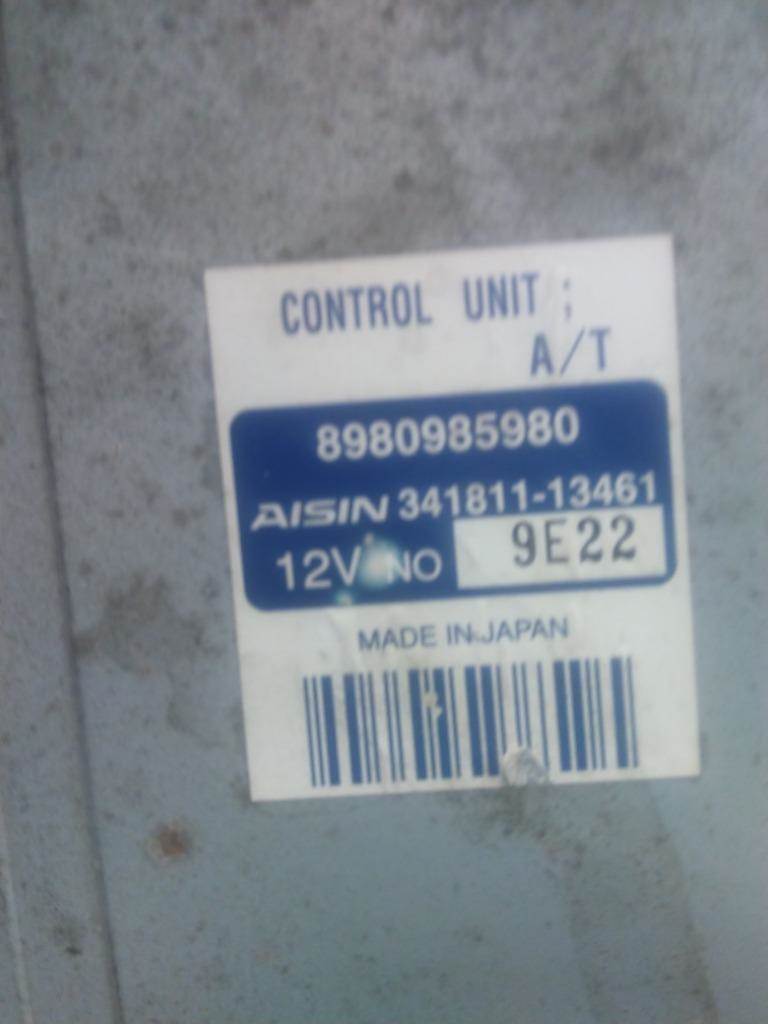 CONTROL UNIT ;
A/T
8980985980
AISIN 341811-13461
12V NO 9E22
MADE IN JAPAN